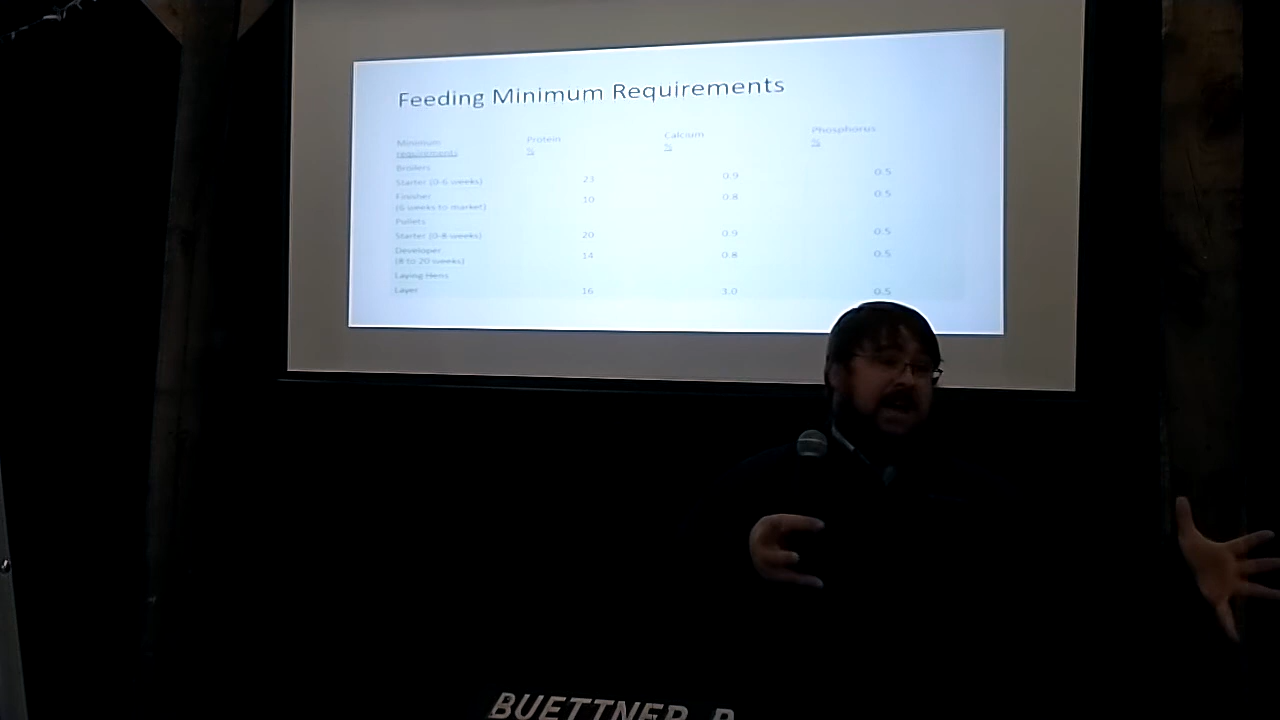 Feeding Minimum Requirements
Minimum requirements Protein % Calcium % Phosphorus %
Broilers
Starter (0-6 weeks) 23 0.9 0.5
Finisher (6 weeks to market) 10 0.8 0.5
Pullets
Starter (0-8 weeks) 20 0.9 0.5
Developer (8 to 20 weeks) 14 0.8 0.5
Laying Hens
Layer 16 3.0 0.5
BUETTNER